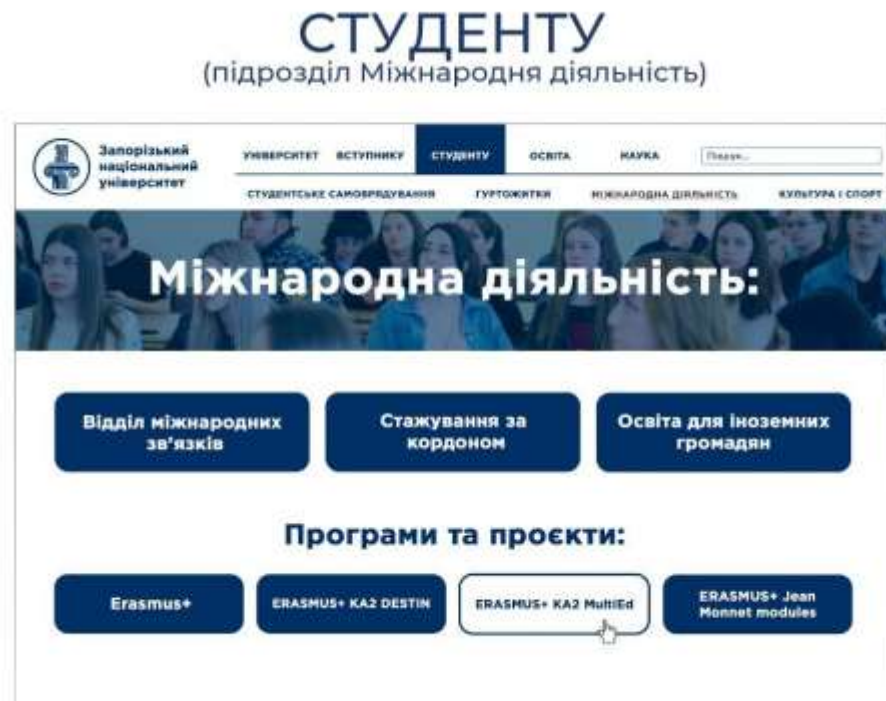 СТУДЕНТУ
(підрозділ Міжнародня діяльність)
Запорізький
національний
університет
УНІВЕРСИТЕТ ВСТУПНИКУ СТУДЕНТУ ОСВІТА НАУКА Пошук...
СТУДЕНТСЬКЕ САМОВРЯДУВАННЯ ГУРТОЖИТКИ МІЖНАРОДНА ДІЯЛЬНІСТЬ КУЛЬТУРА І СПОРТ
Міжнародна діяльність:
Відділ міжнародних
зв'язків
Стажування за
кордоном
Освіта для іноземних
громадян
Програми та проєкти:
Erasmus+
ERASMUS+ KA2 DESTIN
ERASMUS+ KA2 MultiEd
ERASMUS+ Jean
Monnet modules